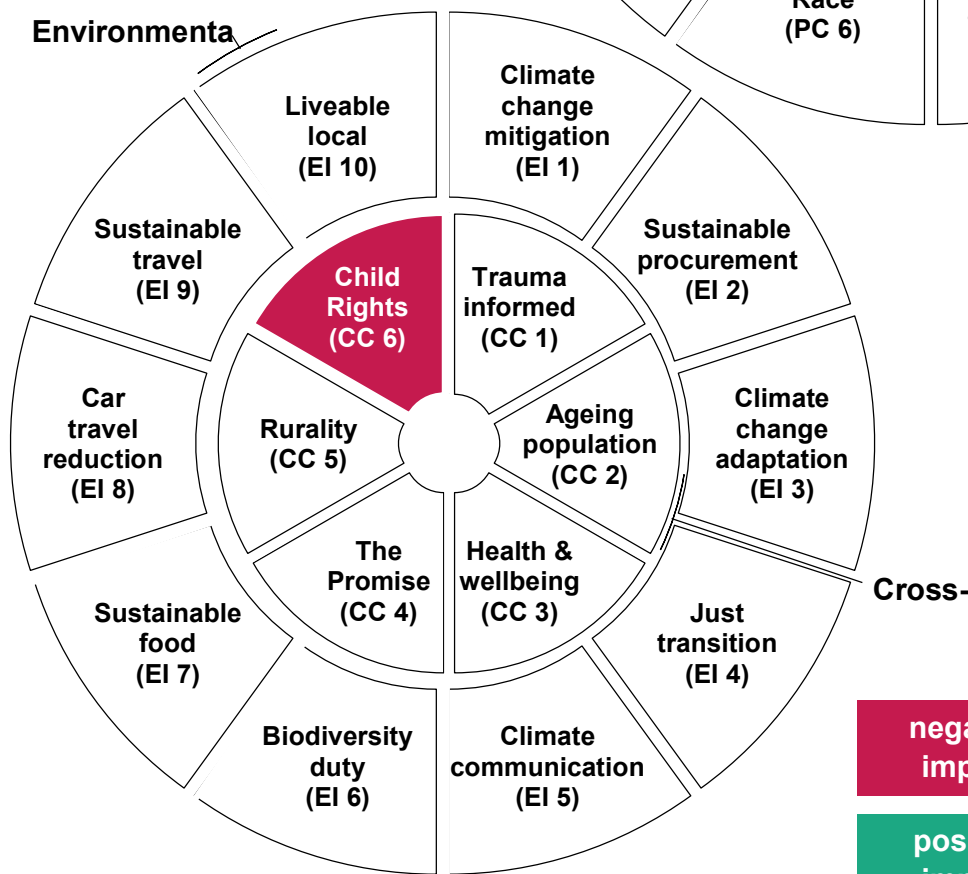 (PC 6)
Environmenta
Climate
change
mitigation
(EI 1)
Sustainable
procurement
(EI 2)
Climate
change
adaptation
(EI 3)
Just
transition
(EI 4)
Climate
communication
(EI 5)
Biodiversity
duty
(EI 6)
Sustainable
food
(EI 7)
Car
travel
reduction
(EI 8)
Sustainable
travel
(EI 9)
Liveable
local
(EI 10)
Trauma
informed
(CC 1)
Ageing
population
(CC 2)
Health &
wellbeing
(CC 3)
The
Promise
(CC 4)
Rurality
(CC 5)
Child
Rights
(CC 6)
Cross-
nega
imp
pos